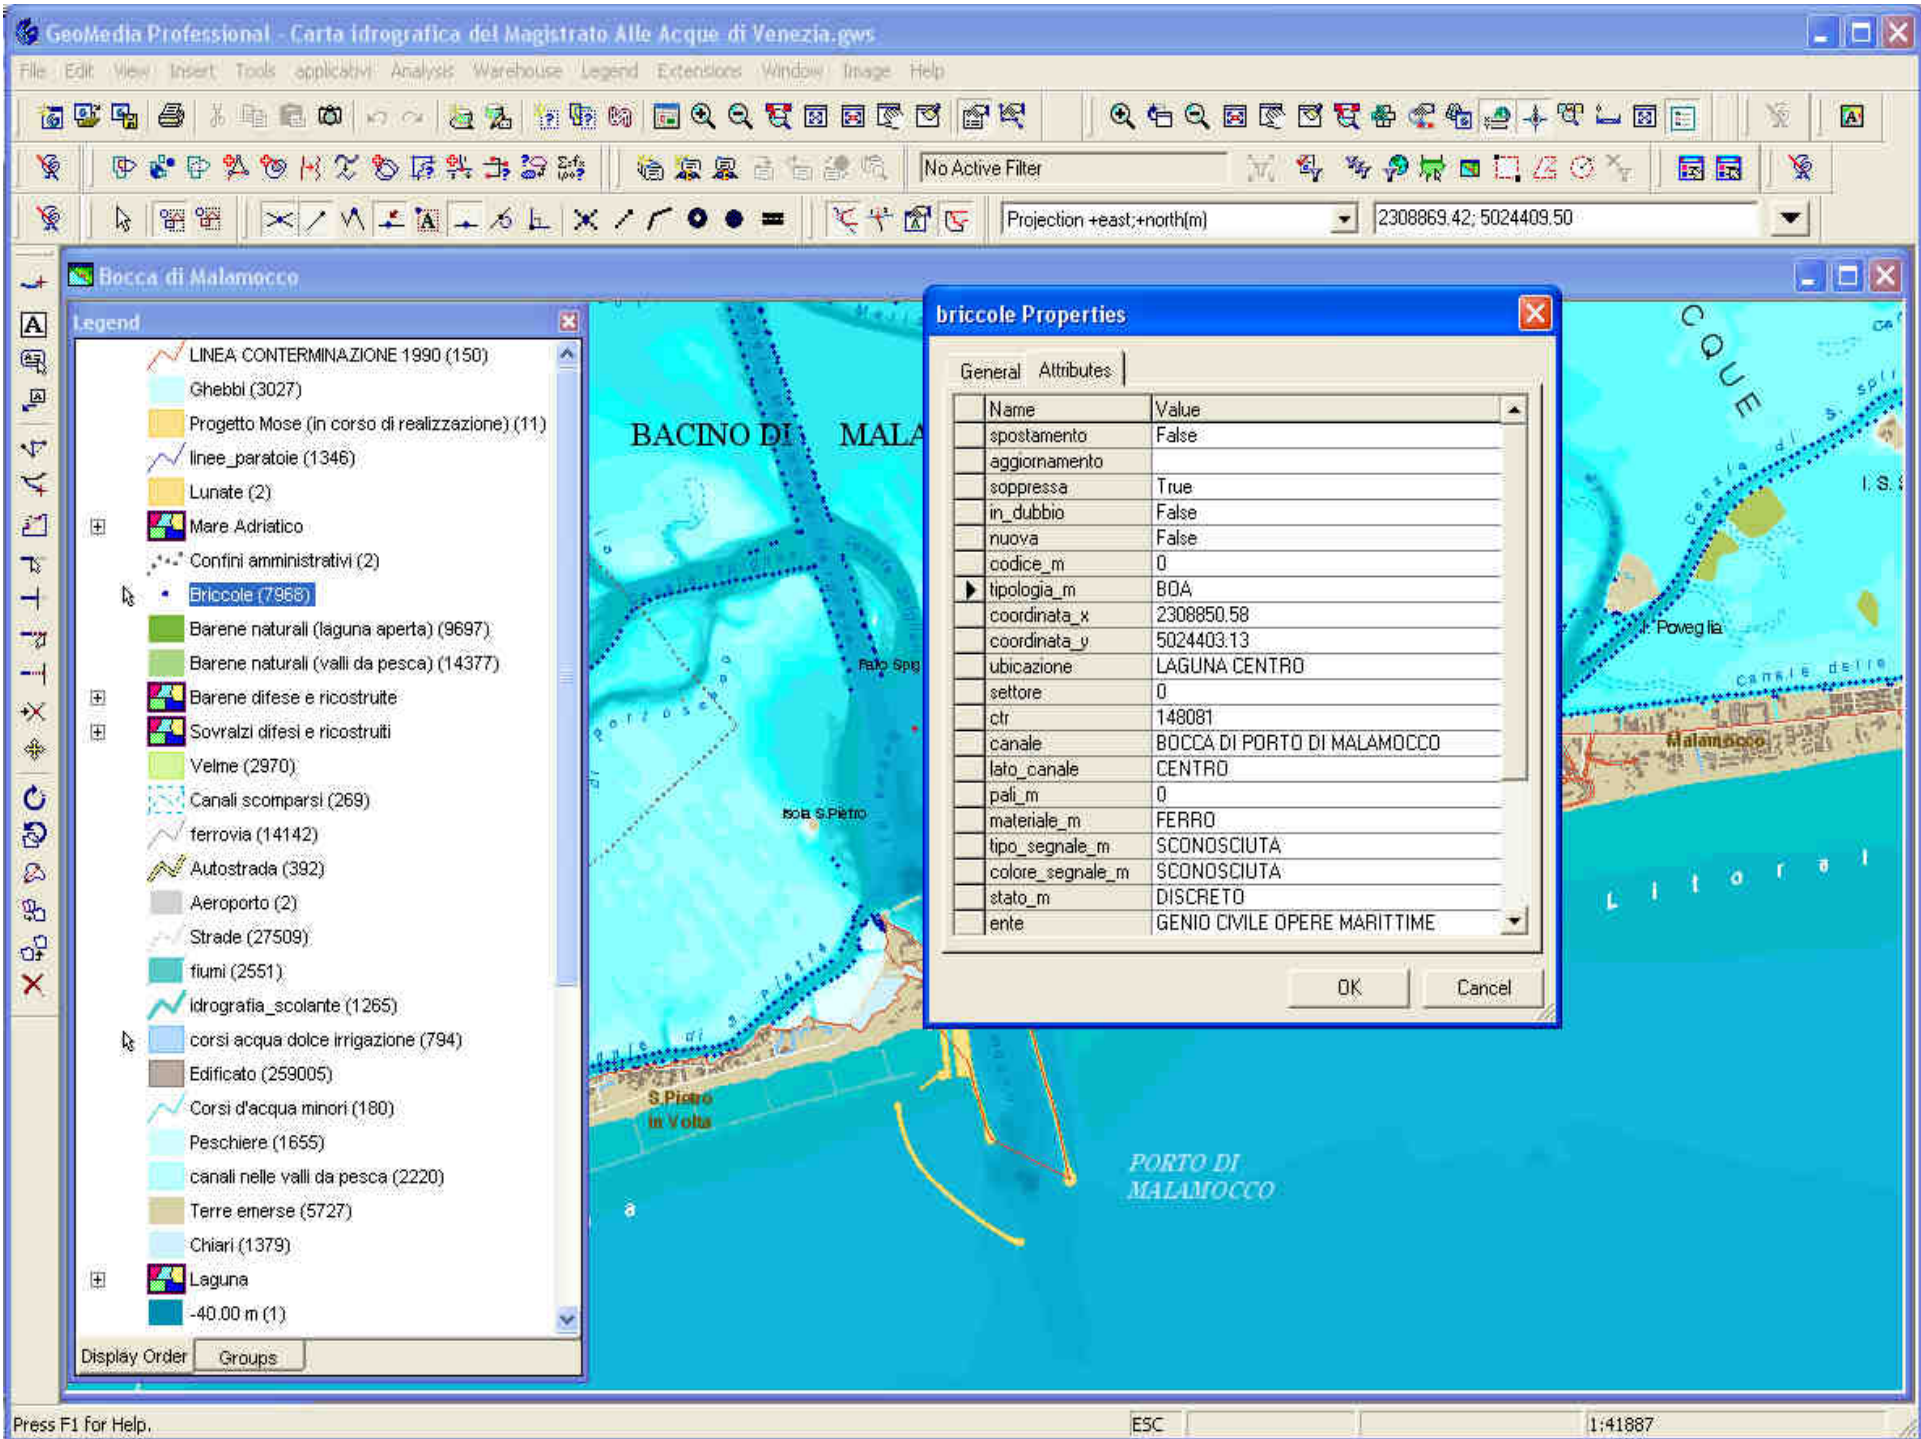 GeoMedia Professional - Carta idrografica del Magistrato Alle Acque di Venezia.gws
File Edit View Insert Tools applicativi Analysis Warehouse Legend Extensions Window Image Help
No Active Filter
Projection +east;+north(m)
2308869.42; 5024409.50
Bocca di Malamocco
Legend
LINEA CONTERMINAZIONE 1990 (150)
Ghebbi (3027)
Progetto Mose (in corso di realizzazione) (11)
linee_paratoie (1346)
Lunate (2)
Mare Adriatico
Confini amministrativi (2)
Briccole (7968)
Barene naturali (laguna aperta) (9697)
Barene naturali (valli da pesca) (14377)
Barene difese e ricostruite
Sovralzi difesi e ricostruiti
Velme (2970)
Canali scomparsi (269)
ferrovia (14142)
Autostrada (392)
Aeroporto (2)
Strade (27509)
fiumi (2551)
idrografia_scolante (1265)
corsi acqua dolce irrigazione (794)
Edificato (259005)
Corsi d'acqua minori (180)
Peschiere (1655)
canali nelle valli da pesca (2220)
Terre emerse (5727)
Chiari (1379)
Laguna
-40.00 m (1)
Display Order Groups
BACINO DI MALA
Isola S.Pietro
S.Pietro
in Volta
PORTO DI
MALAMOCCO
briccole Properties
General Attributes
Name Value
spostamento False
aggiornamento
soppressa True
in_dubbio False
nuova False
codice_m 0
tipologia_m BOA
coordinata_x 2308850.58
coordinata_y 5024403.13
ubicazione LAGUNA CENTRO
settore 0
ctr 148081
canale BOCCA DI PORTO DI MALAMOCCO
lato_canale CENTRO
pali_m 0
materiale_m FERRO
tipo_segnale_m SCONOSCIUTA
colore_segnale_m SCONOSCIUTA
stato_m DISCRETO
ente GENIO CIVILE OPERE MARITTIME
OK Cancel
CQUE
I. S. S
Poveglia
Canale delle
Malamocco
Litoral
a
Press F1 for Help.
ESC
1:41887